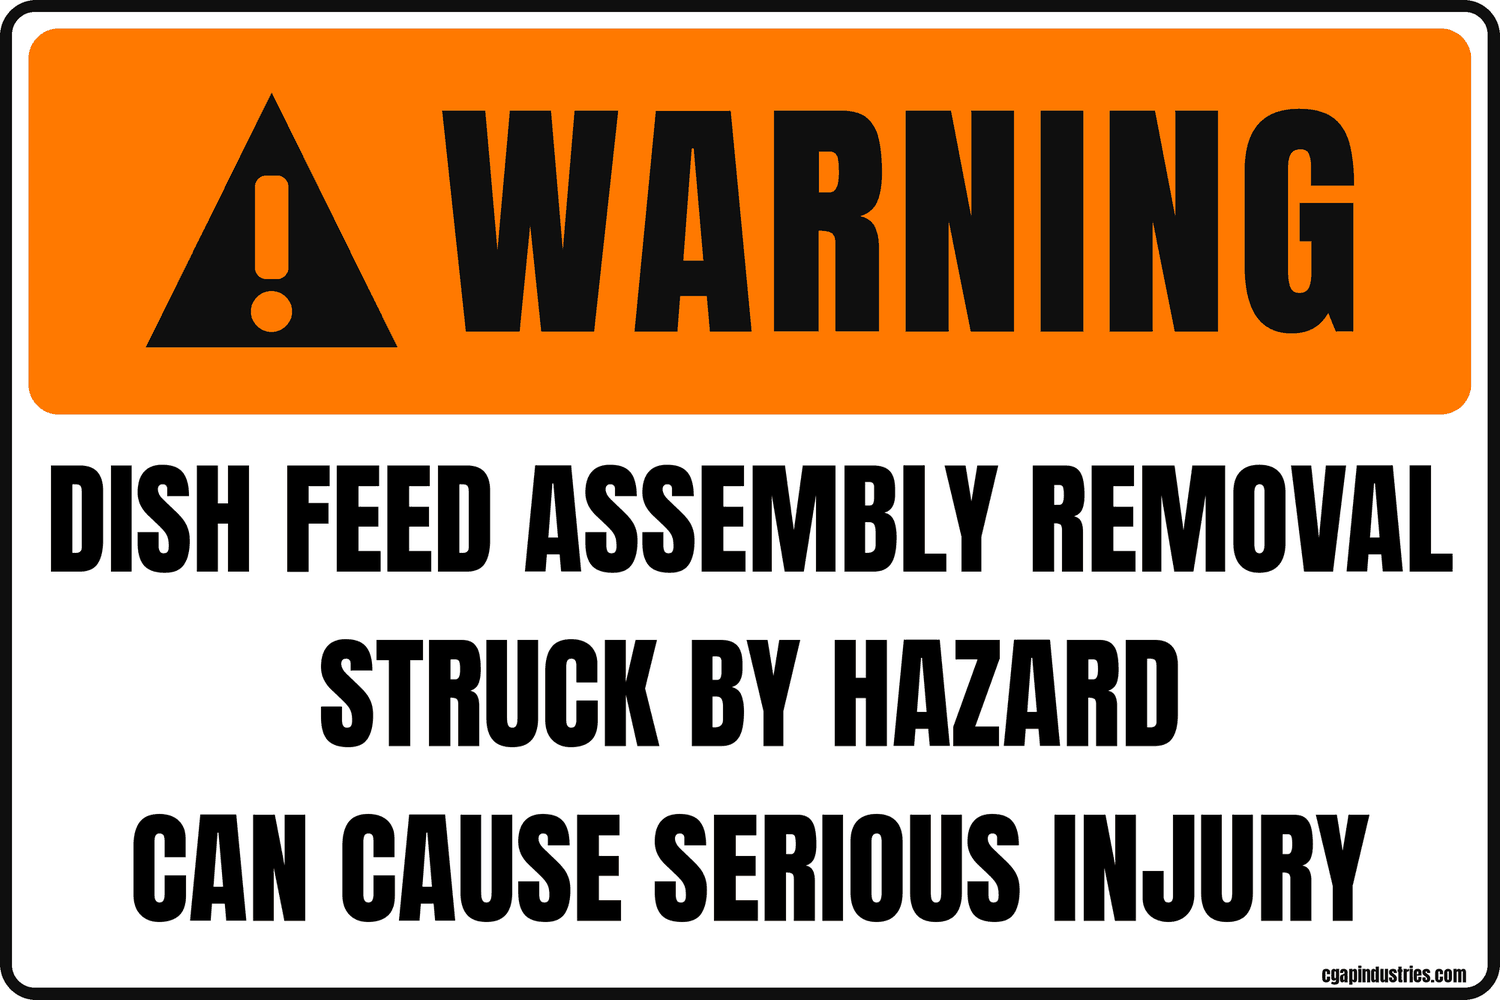 WARNING
DISH FEED ASSEMBLY REMOVAL
STRUCK BY HAZARD
CAN CAUSE SERIOUS INJURY
cgapindustries.com